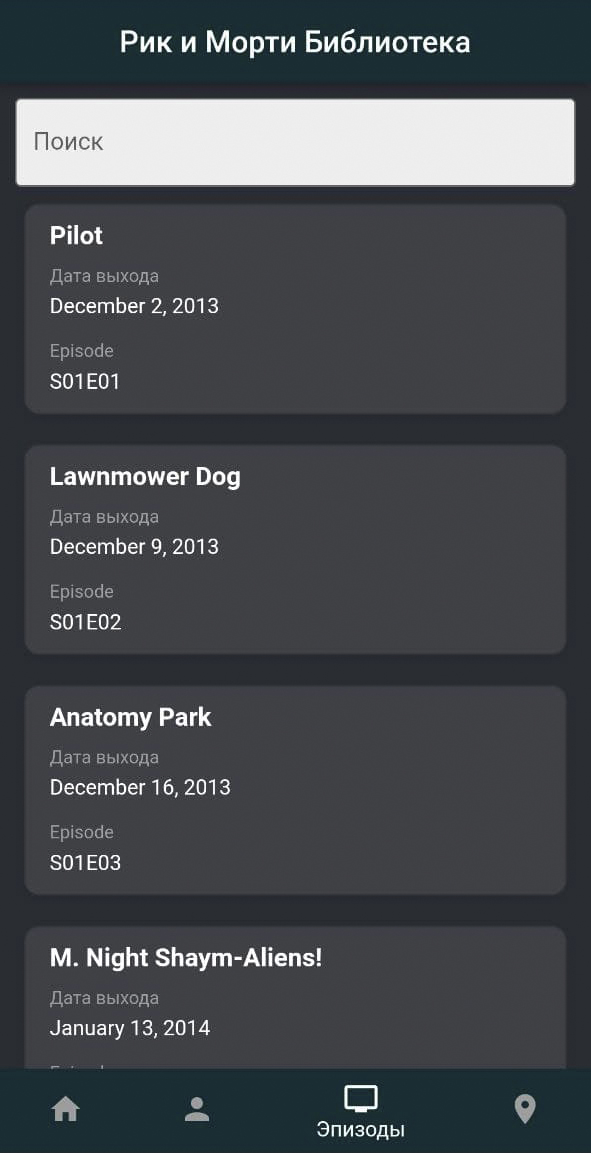 Рик и Морти Библиотека
Поиск
Pilot
Дата выхода
December 2, 2013
Episode
S01E01
Lawnmower Dog
Дата выхода
December 9, 2013
Episode
S01E02
Anatomy Park
Дата выхода
December 16, 2013
Episode
S01E03
M. Night Shaym-Aliens!
Дата выхода
January 13, 2014
Эпизоды